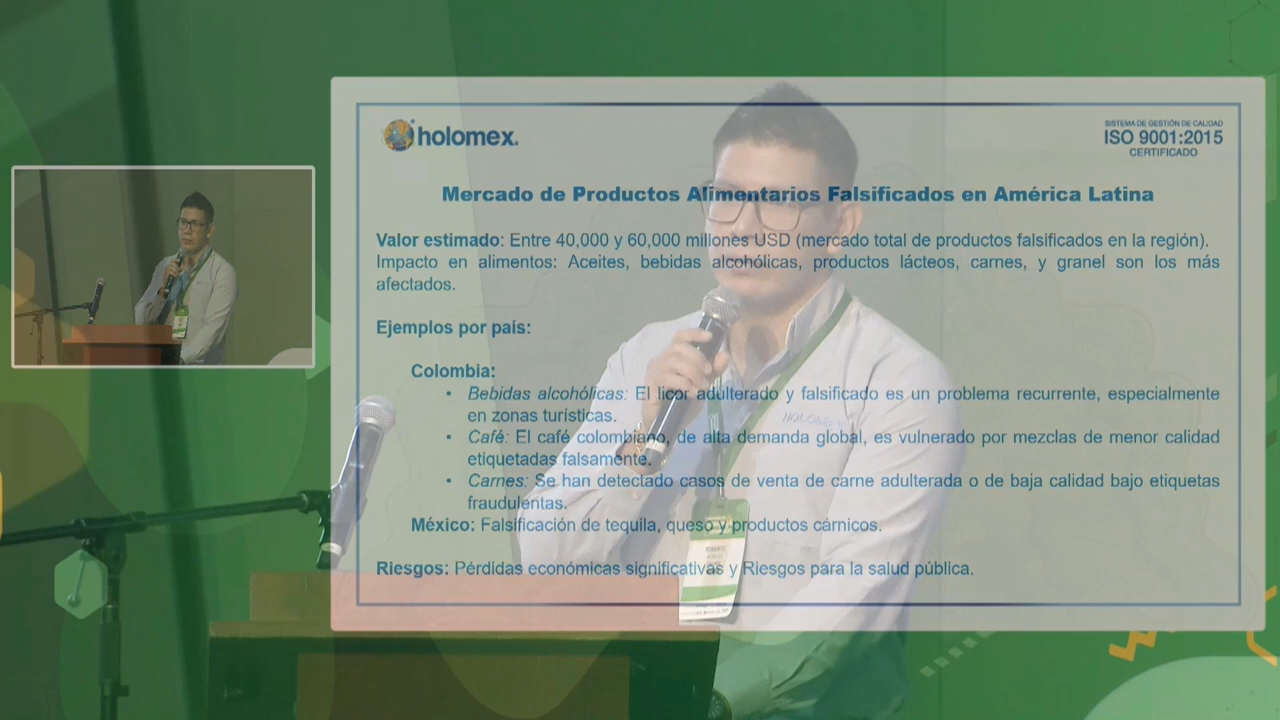 holomex.
SISTEMA DE GESTIÓN DE CALIDAD
ISO 9001:2015
CERTIFICADO
Mercado de Productos Alimentarios Falsificados en América Latina
Valor estimado: Entre 40,000 y 60,000 millones USD (mercado total de productos falsificados en la región).
Impacto en alimentos: Aceites, bebidas alcohólicas, productos lácteos, carnes, y granel son los más
afectados.
Ejemplos por país:
Colombia:
• Bebidas alcohólicas: El licor adulterado y falsificado es un problema recurrente, especialmente
en zonas turísticas.
• Café: El café colombiano, de alta demanda global, es vulnerado por mezclas de menor calidad
etiquetadas falsamente.
• Carnes: Se han detectado casos de venta de carne adulterada o de baja calidad bajo etiquetas
fraudulentas.
México: Falsificación de tequila, queso y productos cárnicos.
Riesgos: Pérdidas económicas significativas y Riesgos para la salud pública.
HOLOMEX